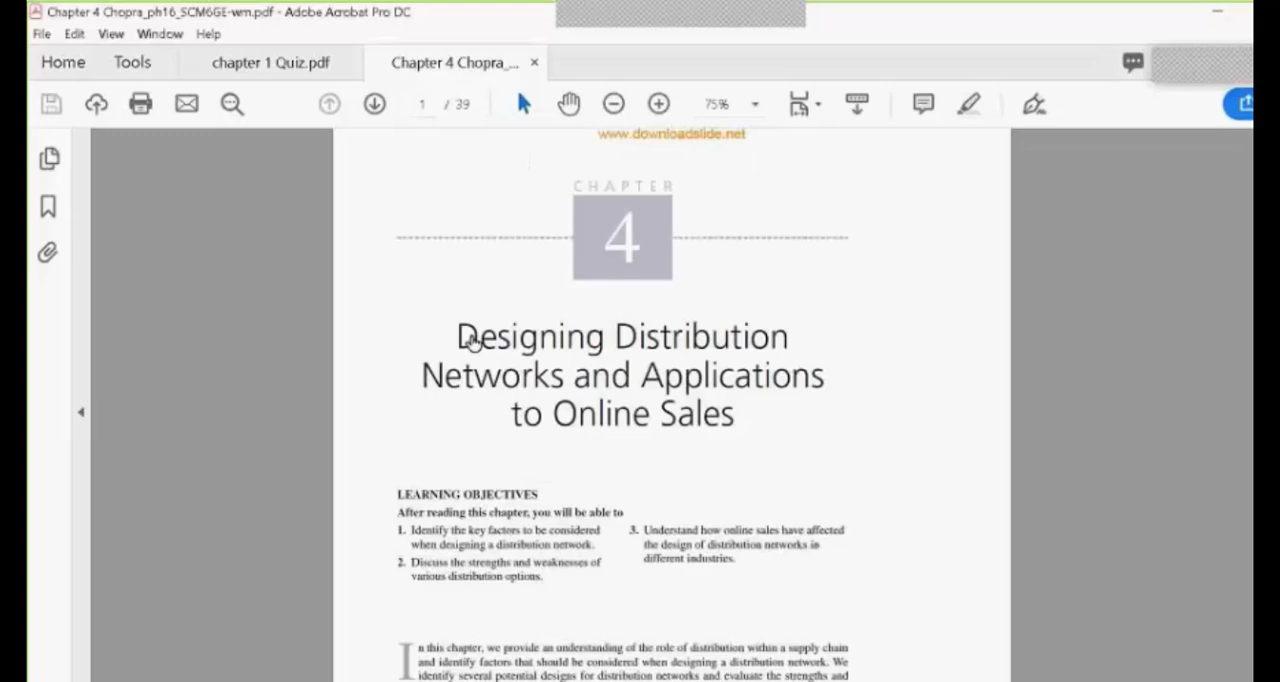 Chapter 4 Chopra_ph16_SCM6GE-wm.pdf - Adobe Acrobat Pro DC
File Edit View Window Help
Home Tools chapter 1 Quiz.pdf Chapter 4 Chopra_... ×
1 / 39 75%
www.downloadslide.net
CHAPTER
4
Designing Distribution
Networks and Applications
to Online Sales
LEARNING OBJECTIVES
After reading this chapter, you will be able to
1. Identify the key factors to be considered
when designing a distribution network.
2. Discuss the strengths and weaknesses of
various distribution options.
3. Understand how online sales have affected
the design of distribution networks in
different industries.
In this chapter, we provide an understanding of the role of distribution within a supply chain
and identify factors that should be considered when designing a distribution network. We
identify several potential designs for distribution networks and evaluate the strengths and